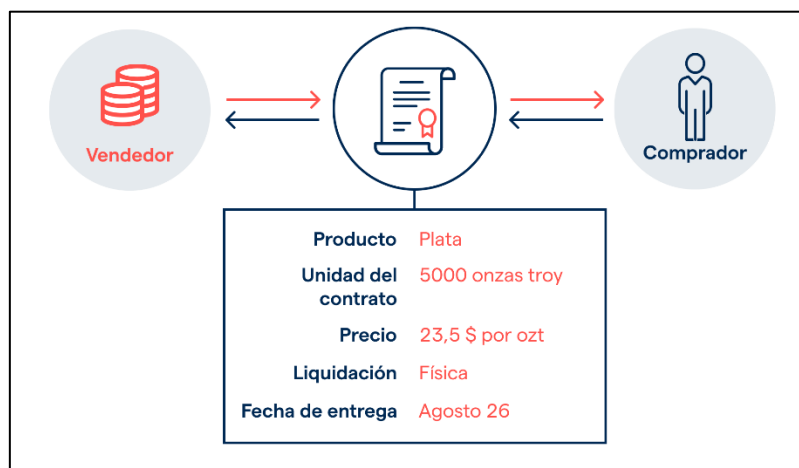 Vendedor
Comprador
Producto Plata
Unidad del 5000 onzas troy
contrato
Precio 23,5 $ por ozt
Liquidación Física
Fecha de entrega Agosto 26